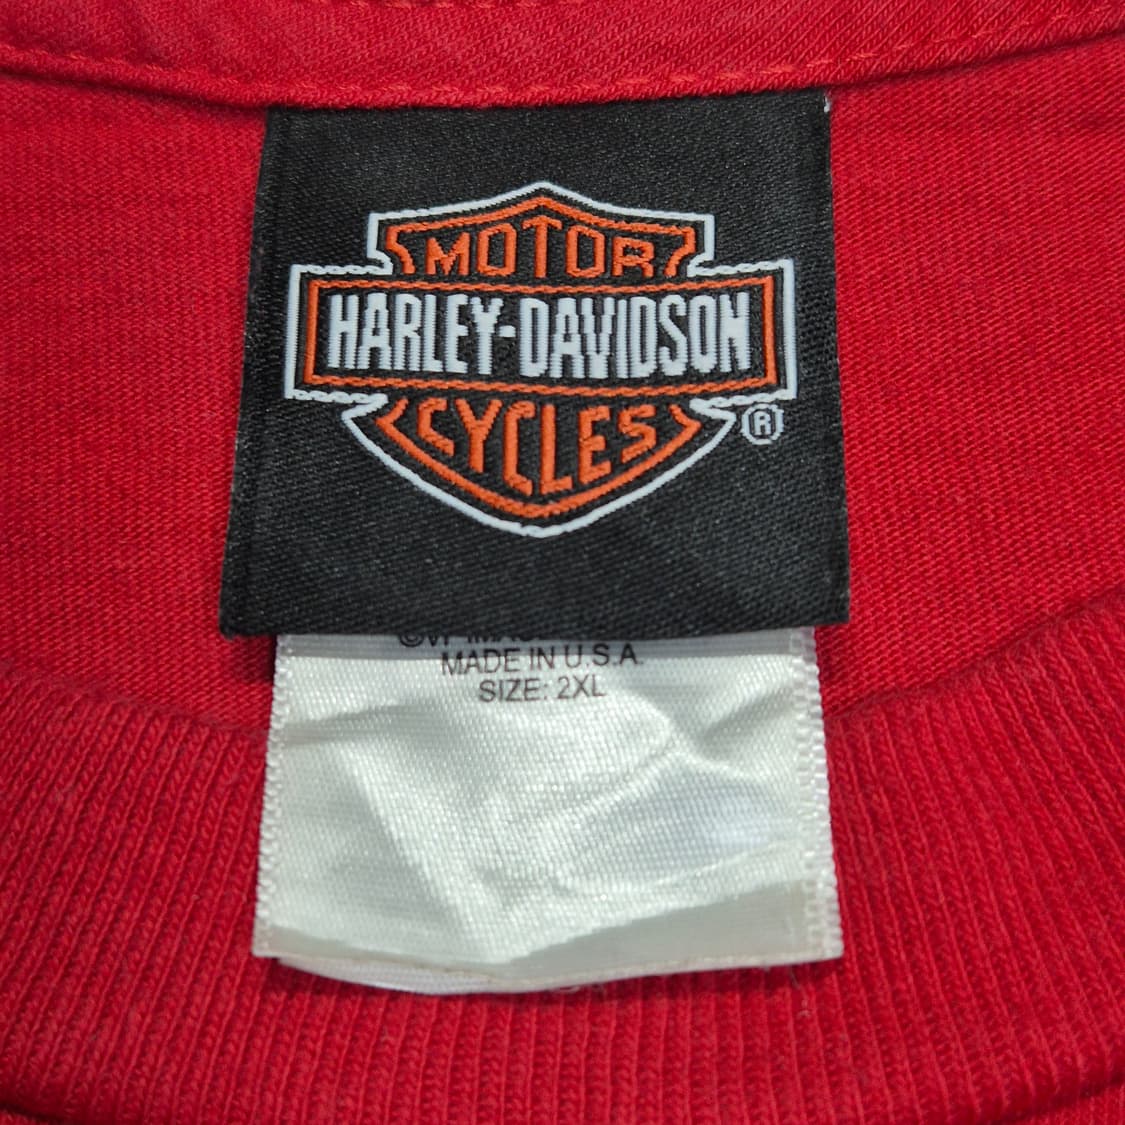 MOTOR
HARLEY-DAVIDSON
CYCLES
®
MADE IN U.S.A.
SIZE: 2XL